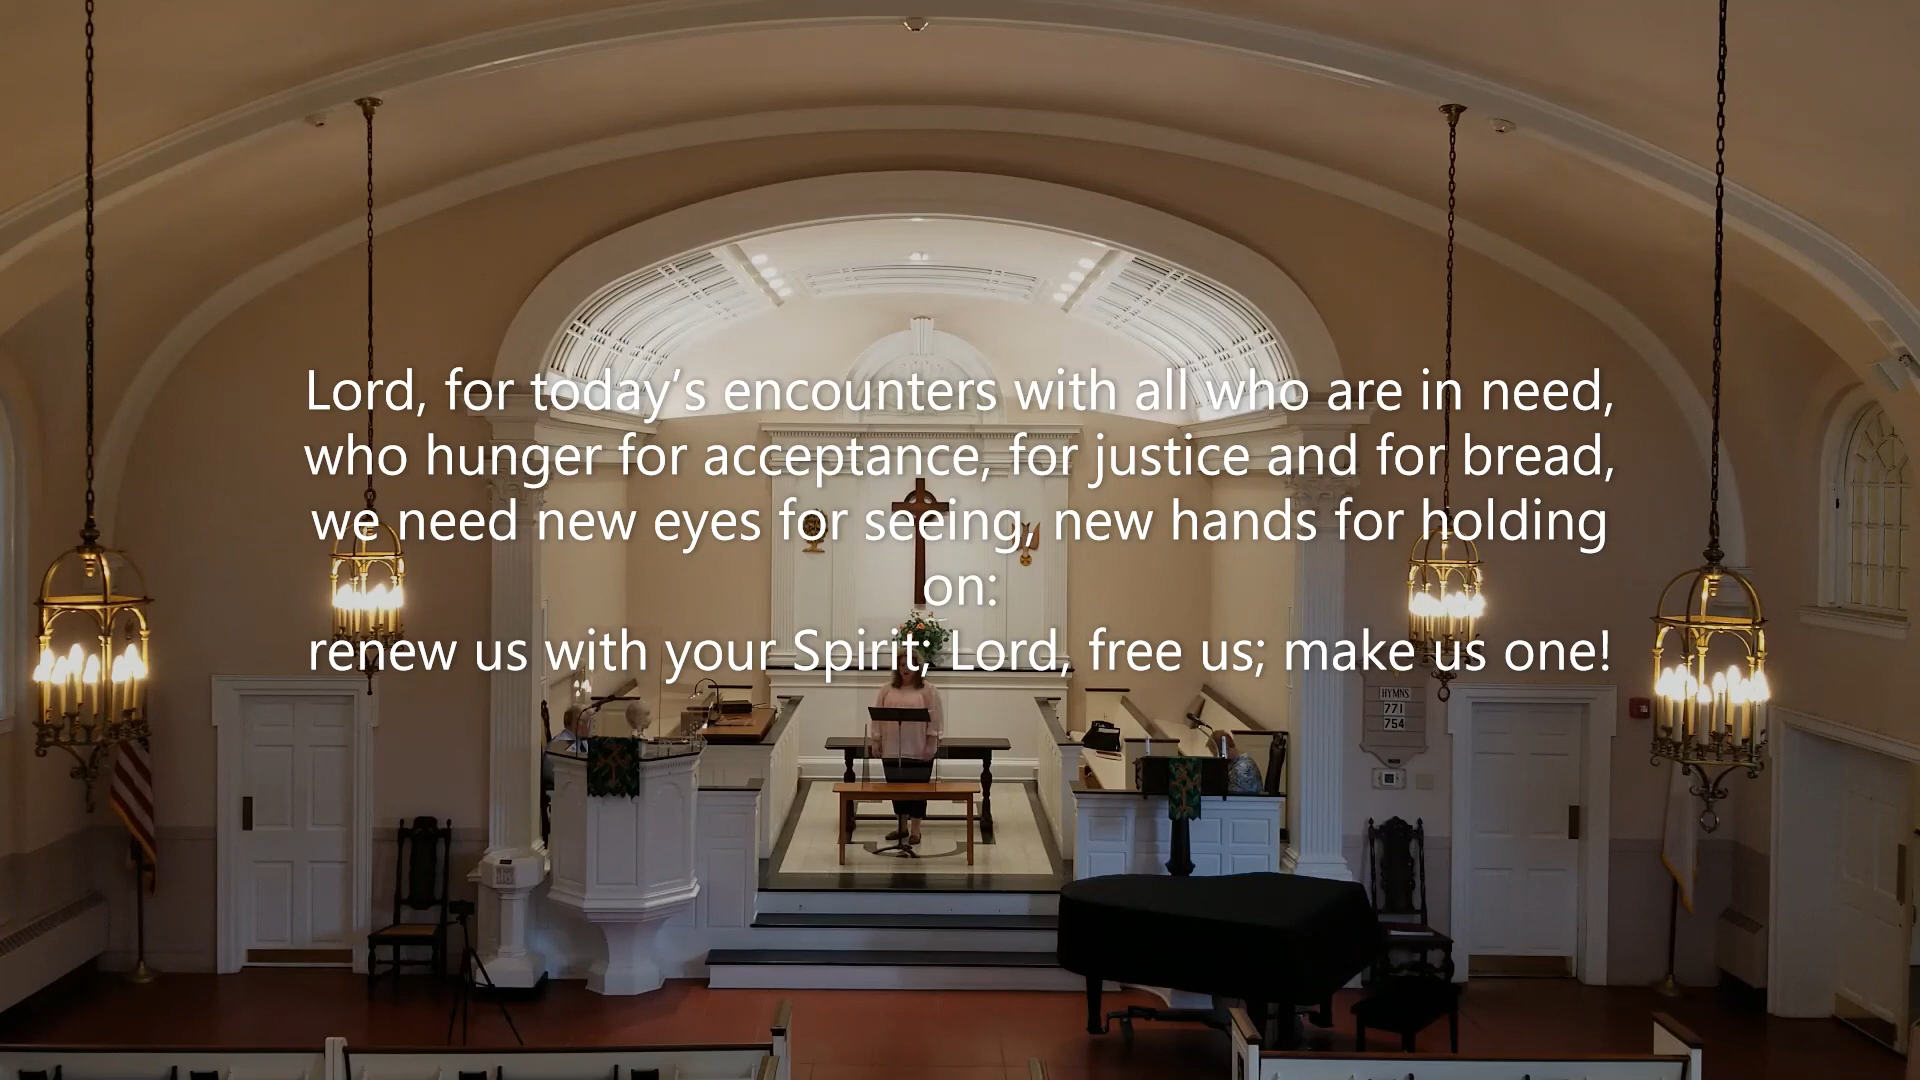 Lord, for today's encounters with all who are in need,
who hunger for acceptance, for justice and for bread,
we need new eyes for seeing, new hands for holding
on:
renew us with your Spirit; Lord, free us; make us one!
HYMNS
771
754